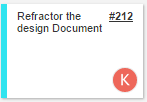 Refractor the #212
design Document
K